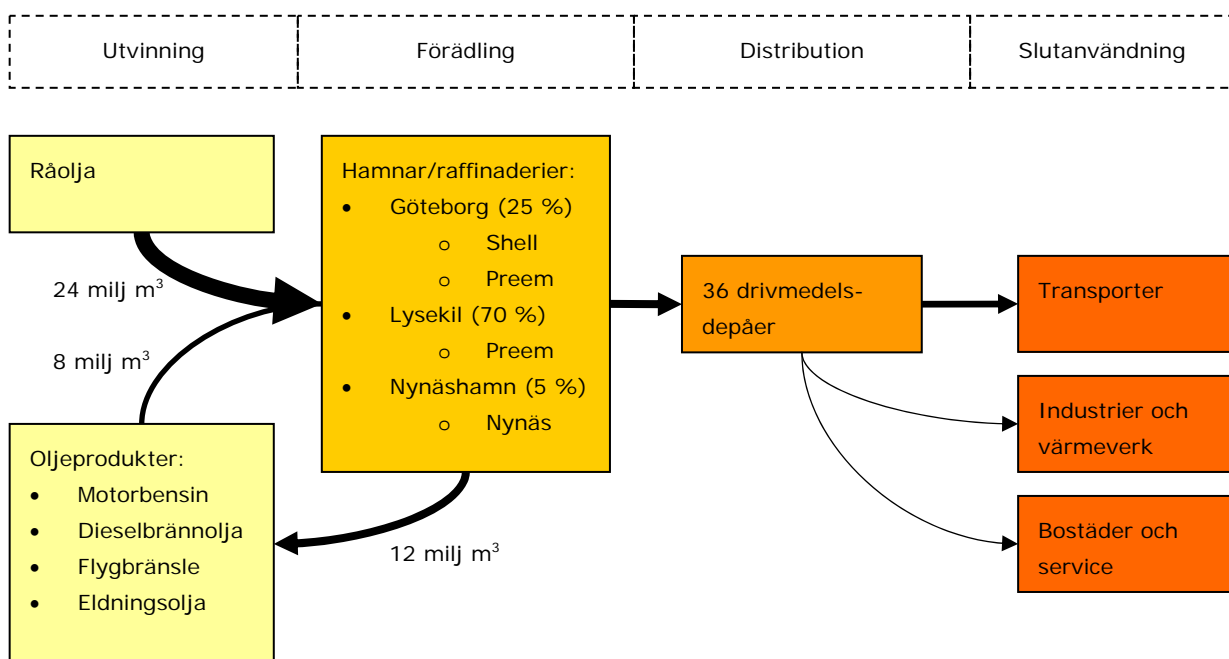 Utvinning
Förädling
Distribution
Slutanvändning
Råolja
24 milj m³
8 milj m³
Oljeprodukter:
• Motorbensin
• Dieselbrännolja
• Flygbränsle
• Eldningsolja
Hamnar/raffinaderier:
• Göteborg (25 %)
o Shell
o Preem
• Lysekil (70 %)
o Preem
• Nynäshamn (5 %)
o Nynäs
12 milj m³
36 drivmedels-
depåer
Transporter
Industrier och
värmeverk
Bostäder och
service